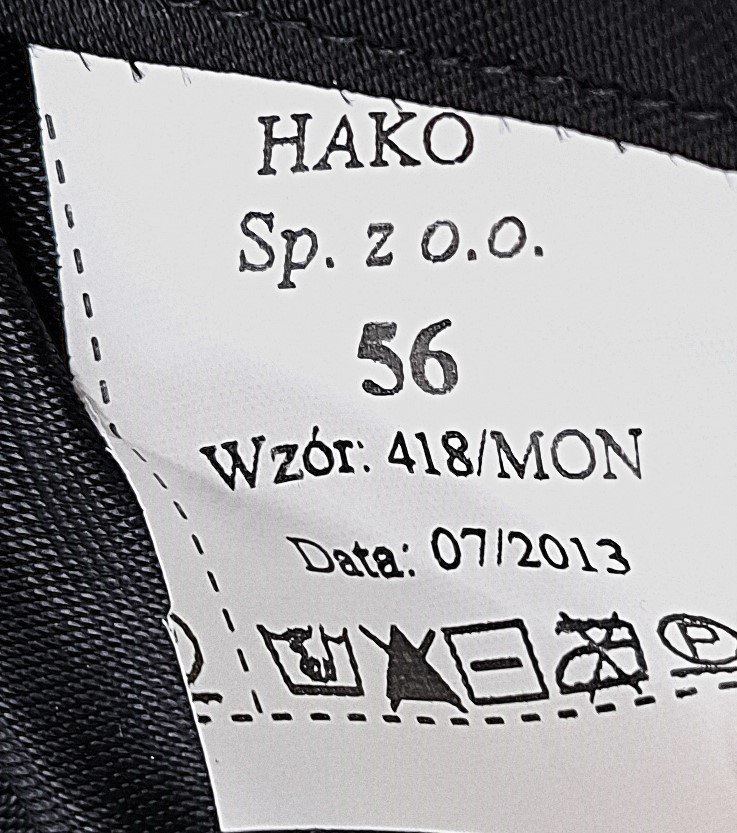 HAKO
Sp. z o.o.
56
Wzór: 418/MON
Data: 07/2013
P